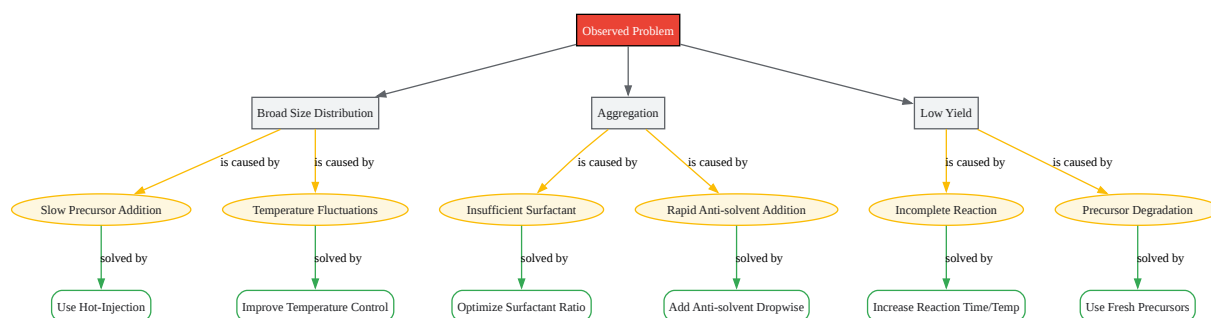 Observed Problem
Broad Size Distribution
Aggregation
Low Yield
is caused by
is caused by
is caused by
is caused by
is caused by
is caused by
Slow Precursor Addition
Temperature Fluctuations
Insufficient Surfactant
Rapid Anti-solvent Addition
Incomplete Reaction
Precursor Degradation
solved by
solved by
solved by
solved by
solved by
solved by
Use Hot-Injection
Improve Temperature Control
Optimize Surfactant Ratio
Add Anti-solvent Dropwise
Increase Reaction Time/Temp
Use Fresh Precursors